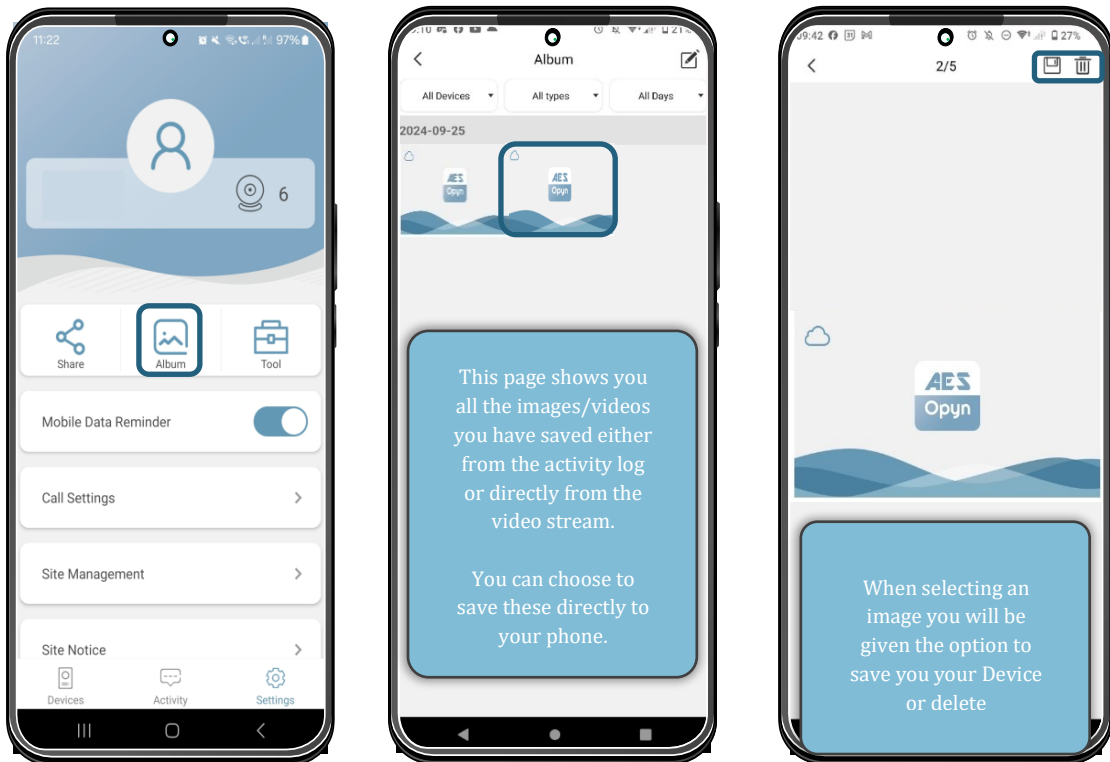 11:22
97%
6
Share
Album
Tool
Mobile Data Reminder
Call Settings
Site Management
Site Notice
Devices
Activity
Settings
Album
All Devices
All types
All Days
2024-09-25
AES
Opyn
AES
Opyn
This page shows you
all the images/videos
you have saved either
from the activity log
or directly from the
video stream.
You can choose to
save these directly to
your phone.
09:42
31
27%
2/5
AES
Opyn
When selecting an
image you will be
given the option to
save you your Device
or delete